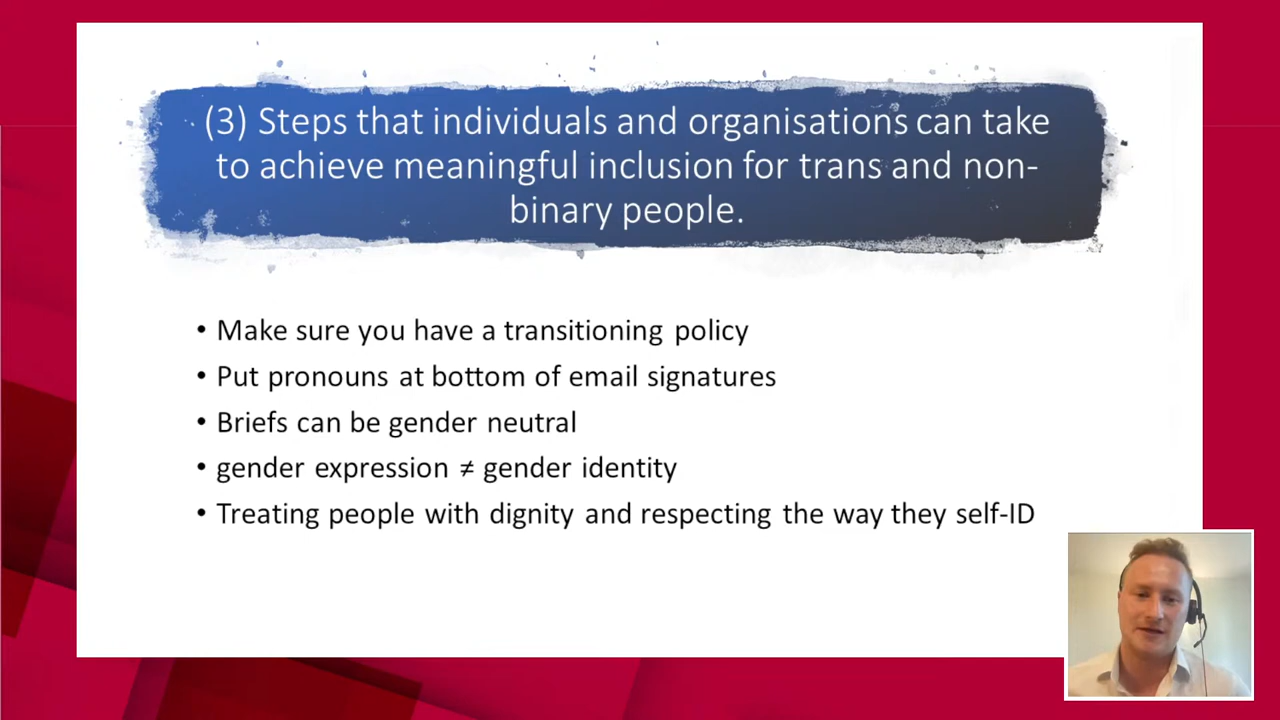 (3) Steps that individuals and organisations can take
to achieve meaningful inclusion for trans and non-
binary people.
• Make sure you have a transitioning policy
• Put pronouns at bottom of email signatures
• Briefs can be gender neutral
• gender expression ≠ gender identity
• Treating people with dignity and respecting the way they self-ID